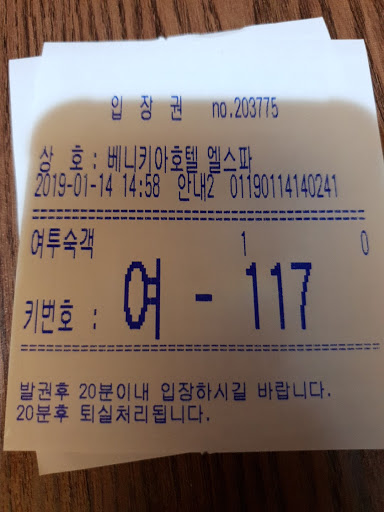 입 장 권 no.203775
상 호 : 베니키아호텔 엘스파
2019-01-14 14:58 안내2 01190114140241
여투숙객 1 0
키번호 : 여 - 117
발권후 20분이내 입장하시길 바랍니다.
20분후 퇴실처리됩니다.